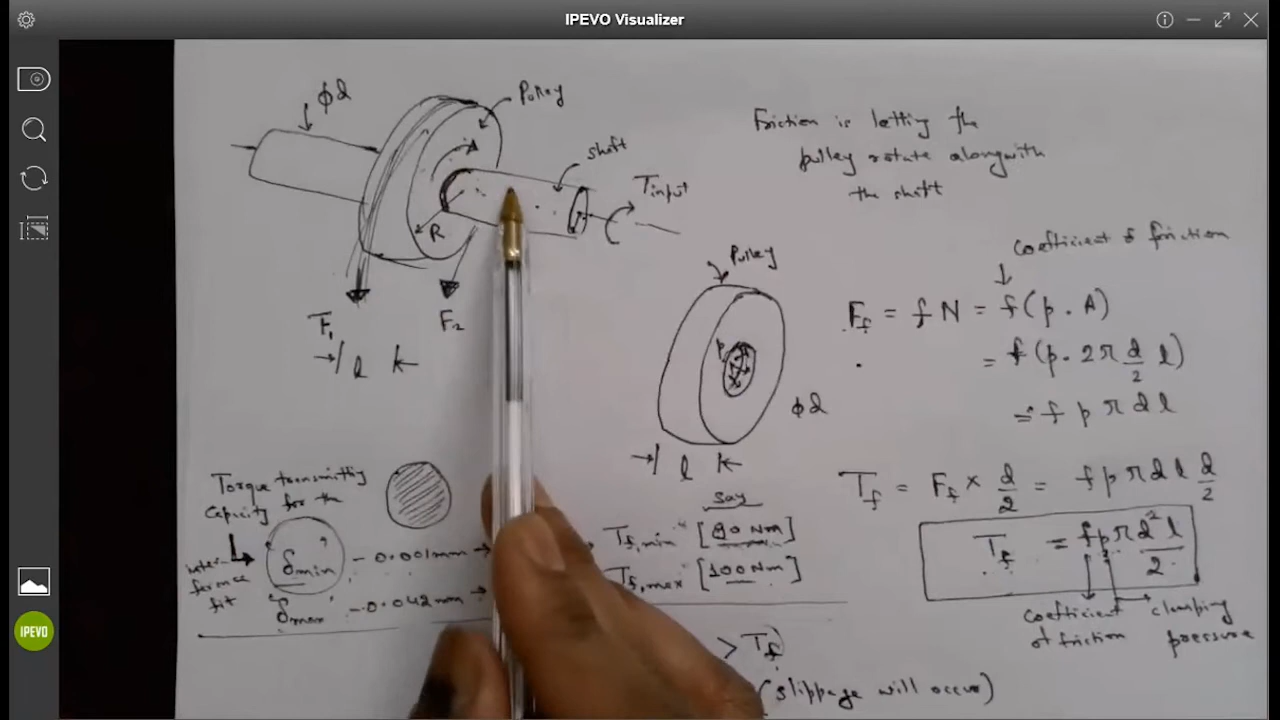 IPEVO Visualizer
φd
Pulley
shaft
Tinput
R
F1
F2
l
Friction is letting the
pulley rotate alongwith
the shaft
Pulley
p
φd
l
coefficient of friction
Ff = f N = f (p . A)
= f (p . 2π d/2 l)
= f p π d l
Tf = Ff × d/2 = f p π d l d/2
Tf = f p π d² l / 2
coefficient
of friction
clamping
pressure
Torque transmitting
capacity for the
inter-
ference
fit
δmin - 0.001mm →
δmax - 0.042mm →
say
Tf,min [80 Nm]
Tf,max [100 Nm]
> Tf
(slippage will occur)
IPEVO